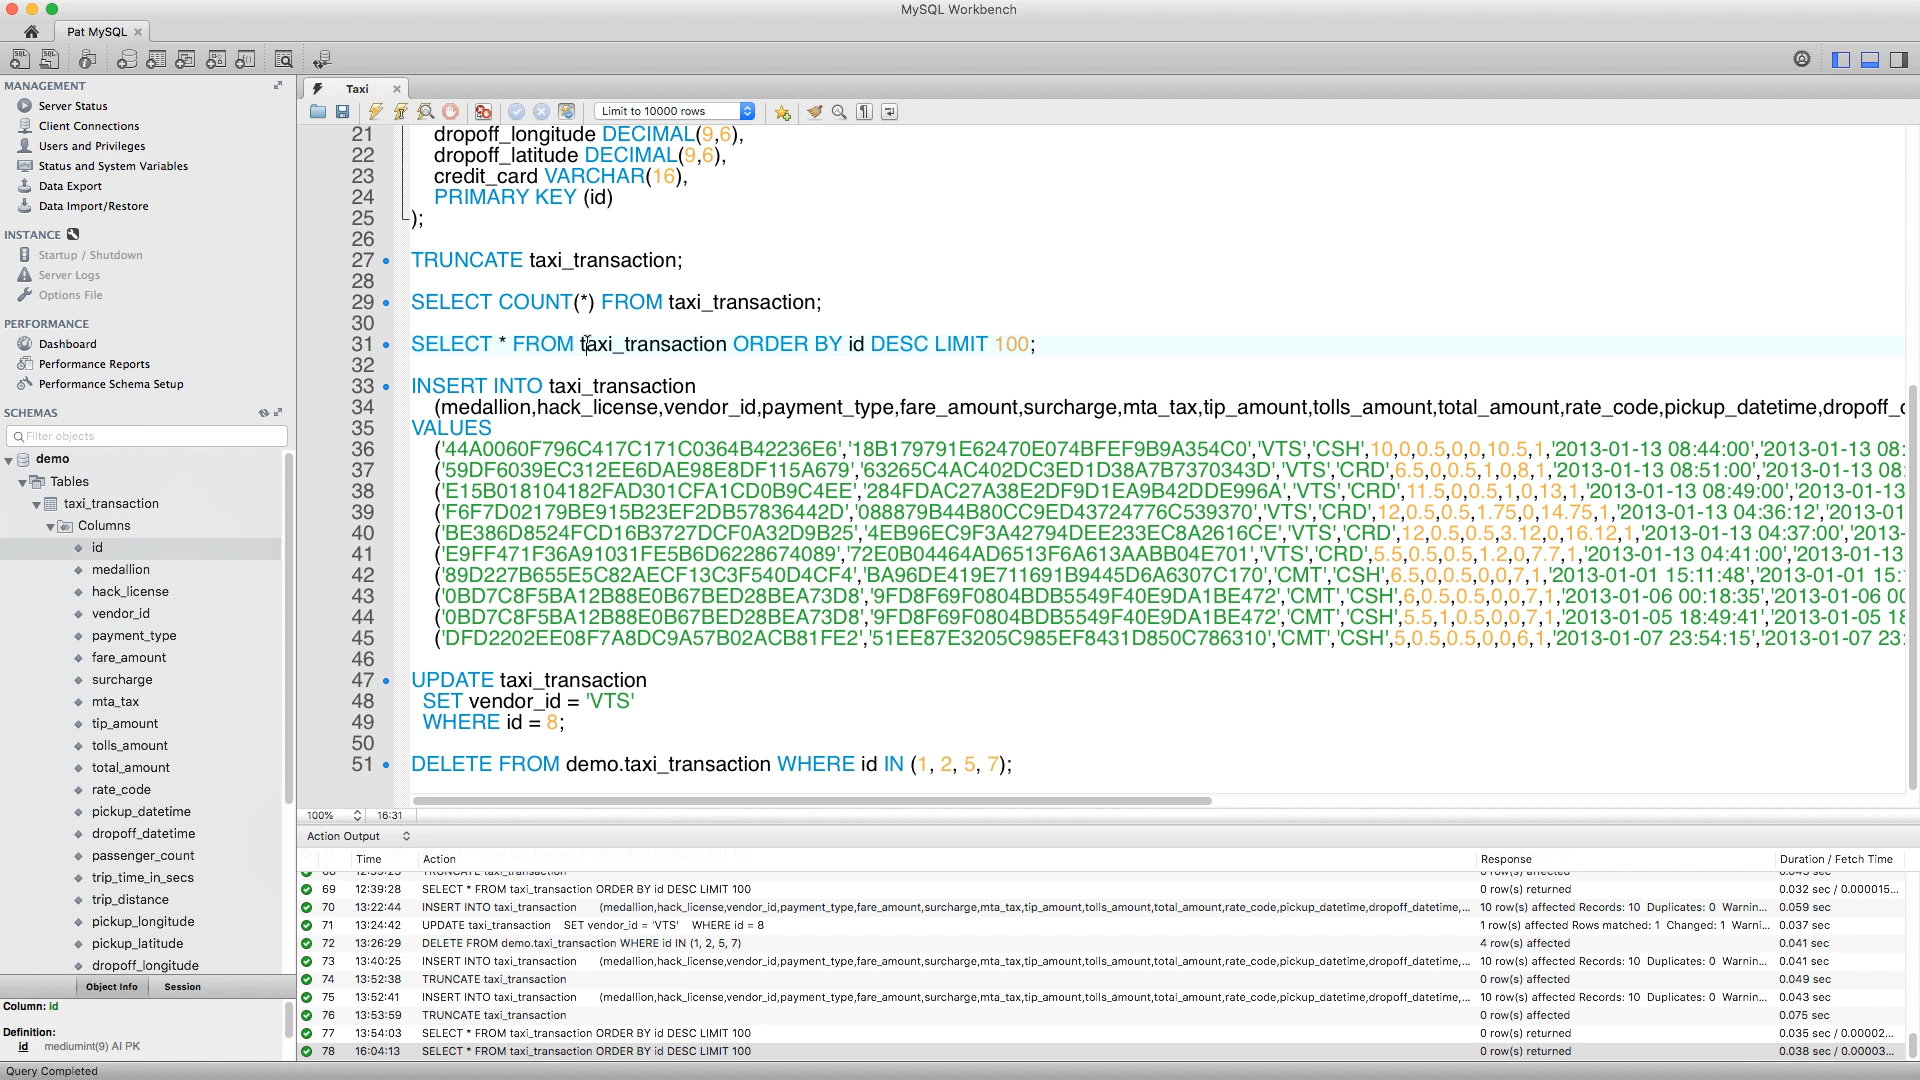 MySQL Workbench
Pat MySQL
MANAGEMENT
Server Status
Client Connections
Users and Privileges
Status and System Variables
Data Export
Data Import/Restore
INSTANCE
Startup / Shutdown
Server Logs
Options File
PERFORMANCE
Dashboard
Performance Reports
Performance Schema Setup
SCHEMAS
Filter objects
demo
Tables
taxi_transaction
Columns
id
medallion
hack_license
vendor_id
payment_type
fare_amount
surcharge
mta_tax
tip_amount
tolls_amount
total_amount
rate_code
pickup_datetime
dropoff_datetime
passenger_count
trip_time_in_secs
trip_distance
pickup_longitude
pickup_latitude
dropoff_longitude
Object Info Session
Column: id
Definition:
id mediumint(9) AI PK
Query Completed
Taxi
Limit to 10000 rows
21 dropoff_longitude DECIMAL(9,6),
22 dropoff_latitude DECIMAL(9,6),
23 credit_card VARCHAR(16),
24 PRIMARY KEY (id)
25 );
26
27 TRUNCATE taxi_transaction;
28
29 SELECT COUNT(*) FROM taxi_transaction;
30
31 SELECT * FROM taxi_transaction ORDER BY id DESC LIMIT 100;
32
33 INSERT INTO taxi_transaction
34 (medallion,hack_license,vendor_id,payment_type,fare_amount,surcharge,mta_tax,tip_amount,tolls_amount,total_amount,rate_code,pickup_datetime,dropoff_
35 VALUES
36 ('44A0060F796C417C171C0364B42236E6','18B179791E62470E074BFEF9B9A354C0','VTS','CSH',10,0,0.5,0,0,10.5,1,'2013-01-13 08:44:00','2013-01-13 08:
37 ('59DF6039EC312EE6DAE98E8DF115A679','63265C4AC402DC3ED1D38A7B7370343D','VTS','CRD',6.5,0,0.5,1,0,8,1,'2013-01-13 08:51:00','2013-01-13 08:
38 ('E15B018104182FAD301CFA1CD0B9C4EE','284FDAC27A38E2DF9D1EA9B42DDE996A','VTS','CRD',11.5,0,0.5,1,0,13,1,'2013-01-13 08:49:00','2013-01-13
39 ('F6F7D02179BE915B23EF2DB57836442D','088879B44B80CC9ED43724776C539370','VTS','CRD',12,0.5,0.5,1.75,0,14.75,1,'2013-01-13 04:36:12','2013-01
40 ('BE386D8524FCD16B3727DCF0A32D9B25','4EB96EC9F3A42794DEE233EC8A2616CE','VTS','CRD',12,0.5,0.5,3.12,0,16.12,1,'2013-01-13 04:37:00','2013-
41 ('E9FF471F36A91031FE5B6D6228674089','72E0B04464AD6513F6A613AABB04E701','VTS','CRD',5.5,0.5,0.5,1.2,0,7.7,1,'2013-01-13 04:41:00','2013-01-13
42 ('89D227B655E5C82AECF13C3F540D4CF4','BA96DE419E711691B9445D6A6307C170','CMT','CSH',6.5,0,0.5,0,0,7,1,'2013-01-01 15:11:48','2013-01-01 15:
43 ('0BD7C8F5BA12B88E0B67BED28BEA73D8','9FD8F69F0804BDB5549F40E9DA1BE472','CMT','CSH',6,0.5,0.5,0,0,7,1,'2013-01-06 00:18:35','2013-01-06 00
44 ('0BD7C8F5BA12B88E0B67BED28BEA73D8','9FD8F69F0804BDB5549F40E9DA1BE472','CMT','CSH',5.5,1,0.5,0,0,7,1,'2013-01-05 18:49:41','2013-01-05 18
45 ('DFD2202EE08F7A8DC9A57B02ACB81FE2','51EE87E3205C985EF8431D850C786310','CMT','CSH',5,0.5,0.5,0,0,6,1,'2013-01-07 23:54:15','2013-01-07 23:
46
47 UPDATE taxi_transaction
48 SET vendor_id = 'VTS'
49 WHERE id = 8;
50
51 DELETE FROM demo.taxi_transaction WHERE id IN (1, 2, 5, 7);
100% 16:31
Action Output
Time Action Response Duration / Fetch Time
69 12:39:28 SELECT * FROM taxi_transaction ORDER BY id DESC LIMIT 100 0 row(s) returned 0.032 sec / 0.000015...
70 13:22:44 INSERT INTO taxi_transaction (medallion,hack_license,vendor_id,payment_type,fare_amount,surcharge,mta_tax,tip_amount,tolls_amount,total_amount,rate_code,pickup_datetime,dropoff_datetime,... 10 row(s) affected Records: 10 Duplicates: 0 Warnin... 0.059 sec
71 13:24:42 UPDATE taxi_transaction SET vendor_id = 'VTS' WHERE id = 8 1 row(s) affected Rows matched: 1 Changed: 1 Warni... 0.037 sec
72 13:26:29 DELETE FROM demo.taxi_transaction WHERE id IN (1, 2, 5, 7) 4 row(s) affected 0.041 sec
73 13:40:25 INSERT INTO taxi_transaction (medallion,hack_license,vendor_id,payment_type,fare_amount,surcharge,mta_tax,tip_amount,tolls_amount,total_amount,rate_code,pickup_datetime,dropoff_datetime,... 10 row(s) affected Records: 10 Duplicates: 0 Warnin... 0.041 sec
74 13:52:38 TRUNCATE taxi_transaction 0 row(s) affected 0.049 sec
75 13:52:41 INSERT INTO taxi_transaction (medallion,hack_license,vendor_id,payment_type,fare_amount,surcharge,mta_tax,tip_amount,tolls_amount,total_amount,rate_code,pickup_datetime,dropoff_datetime,... 10 row(s) affected Records: 10 Duplicates: 0 Warnin... 0.043 sec
76 13:53:59 TRUNCATE taxi_transaction 0 row(s) affected 0.075 sec
77 13:54:03 SELECT * FROM taxi_transaction ORDER BY id DESC LIMIT 100 0 row(s) returned 0.035 sec / 0.00002...
78 16:04:13 SELECT * FROM taxi_transaction ORDER BY id DESC LIMIT 100 0 row(s) returned 0.038 sec / 0.00003...